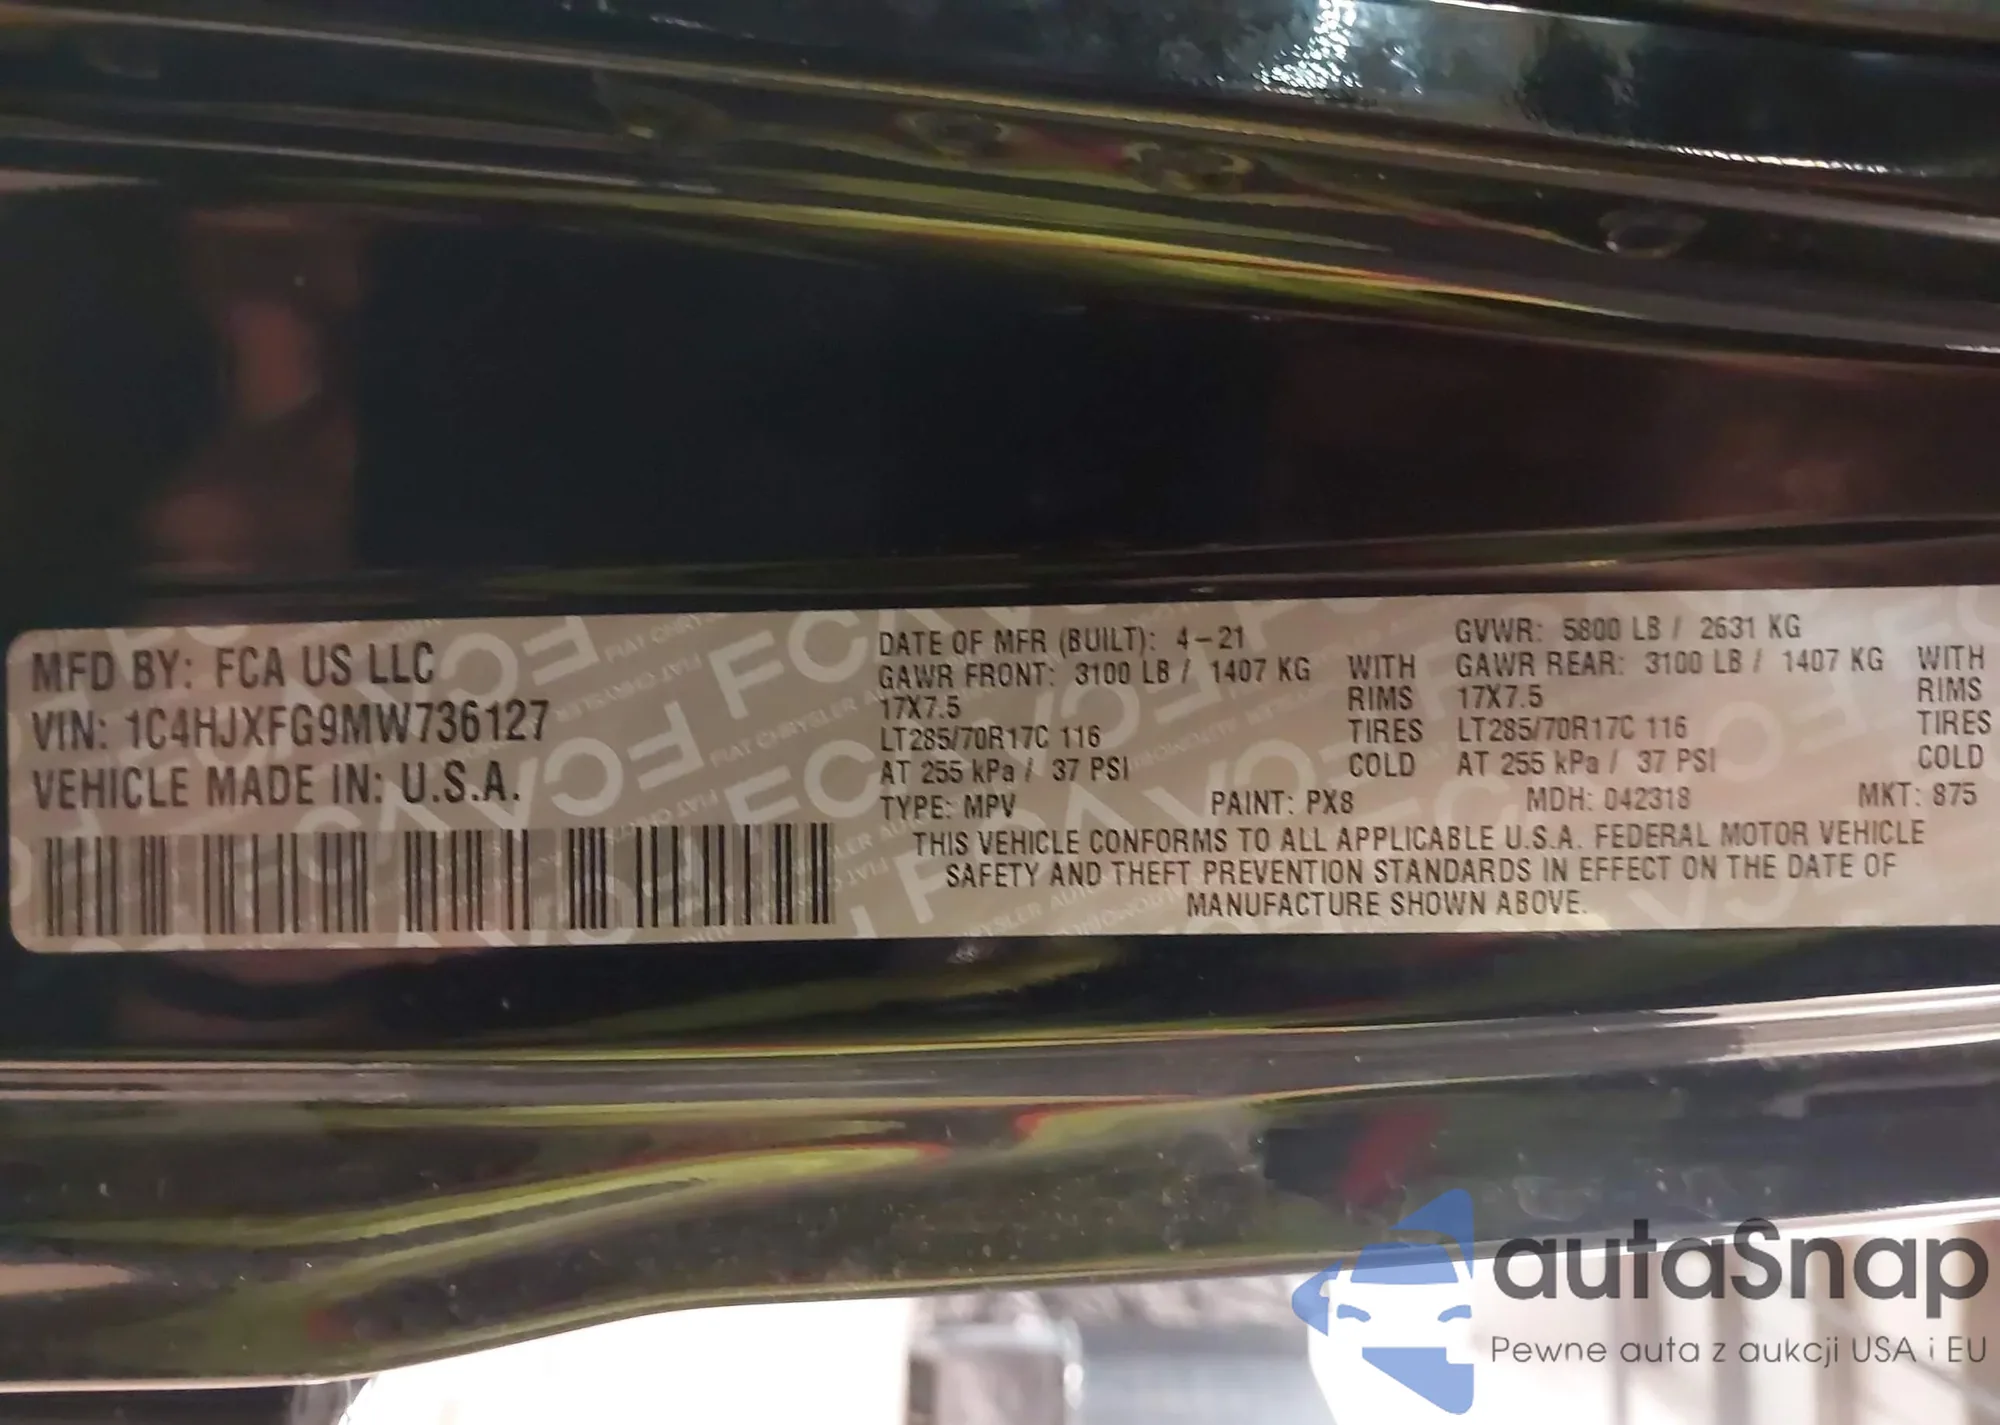 MFD BY: FCA US LLC
VIN: 1C4HJXFG9MW736127
VEHICLE MADE IN: U.S.A.
DATE OF MFR (BUILT): 4-21 GVWR: 5800 LB / 2631 KG
GAWR FRONT: 3100 LB / 1407 KG WITH GAWR REAR: 3100 LB / 1407 KG WITH
17X7.5 RIMS 17X7.5 RIMS
LT285/70R17C 116 TIRES LT285/70R17C 116 TIRES
AT 255 kPa / 37 PSI COLD AT 255 kPa / 37 PSI COLD
TYPE: MPV PAINT: PX8 MDH: 042318 MKT: 875
THIS VEHICLE CONFORMS TO ALL APPLICABLE U.S.A. FEDERAL MOTOR VEHICLE
SAFETY AND THEFT PREVENTION STANDARDS IN EFFECT ON THE DATE OF
MANUFACTURE SHOWN ABOVE.
autaSnap
Pewne auta z aukcji USA i EU